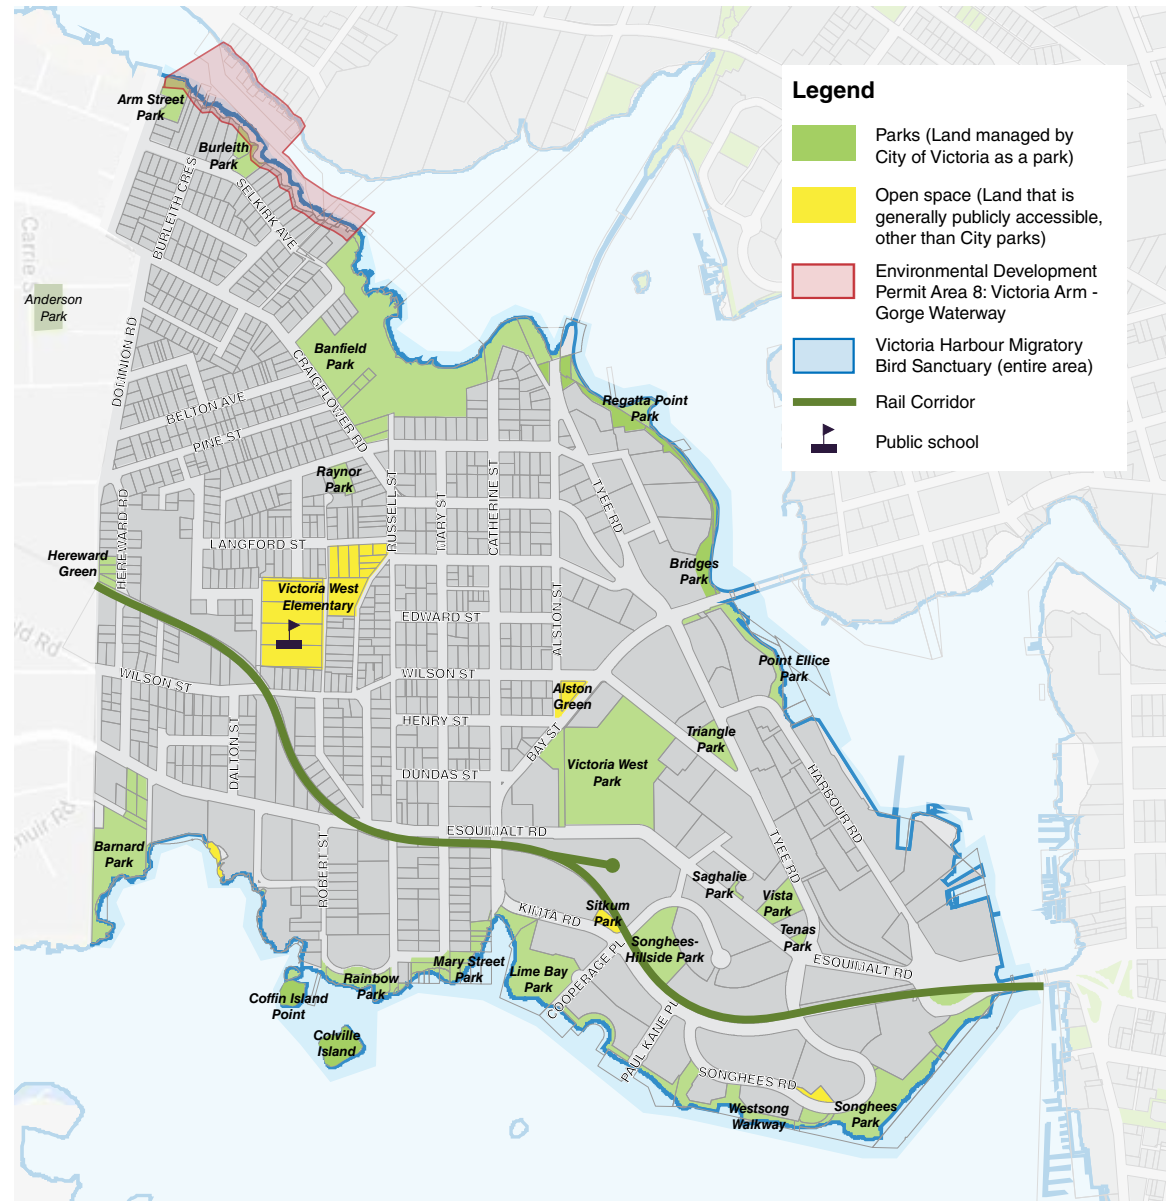 Legend
Parks (Land managed by
City of Victoria as a park)
Open space (Land that is
generally publicly accessible,
other than City parks)
Environmental Development
Permit Area 8: Victoria Arm -
Gorge Waterway
Victoria Harbour Migratory
Bird Sanctuary (entire area)
Rail Corridor
Public school
Arm Street
Park
Burleith
Park
BURLEITH CRES
SELKIRK AVE
Carrie S
Anderson
Park
DOMINION RD
Banfield
Park
CRAIGFLOWER RD
BELTON AVE
PINE ST
Regatta Point
Park
Raynor
Park
RUSSELL ST
MARY ST
CATHERINE ST
TYEE RD
HEREWARD RD
LANGFORD ST
Hereward
Green
Victoria West
Elementary
Bridges
Park
EDWARD ST
ALSTON ST
ld Rd
WILSON ST
WILSON ST
Point Ellice
Park
Alston
Green
HENRY ST
BAY ST
Triangle
Park
DALTON ST
DUNDAS ST
Victoria West
Park
HARBOUR RD
muir Rd
ESQUIMALT RD
TYEE RD
Barnard
Park
ROBERT ST
Saghalie
Park
Vista
Park
KIMTA RD
Sitkum
Park
Tenas
Park
Songhees-
Hillside Park
ESQUIMALT RD
Mary Street
Park
Lime Bay
Park
COOPERAGE PL
Rainbow
Park
Coffin Island
Point
Colville
Island
PAUL KANE PL
SONGHEES RD
Westsong
Walkway
Songhees
Park